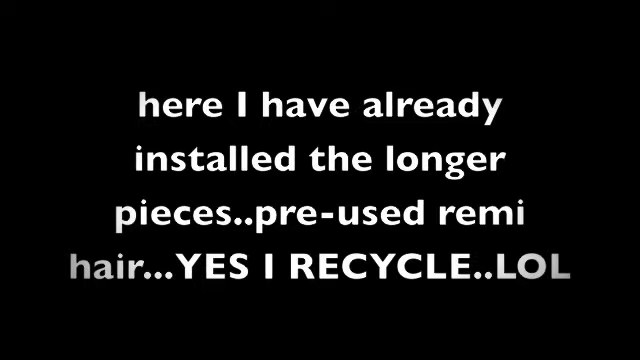 here I have already
installed the longer
pieces..pre-used remi
hair...YES I RECYCLE..LOL